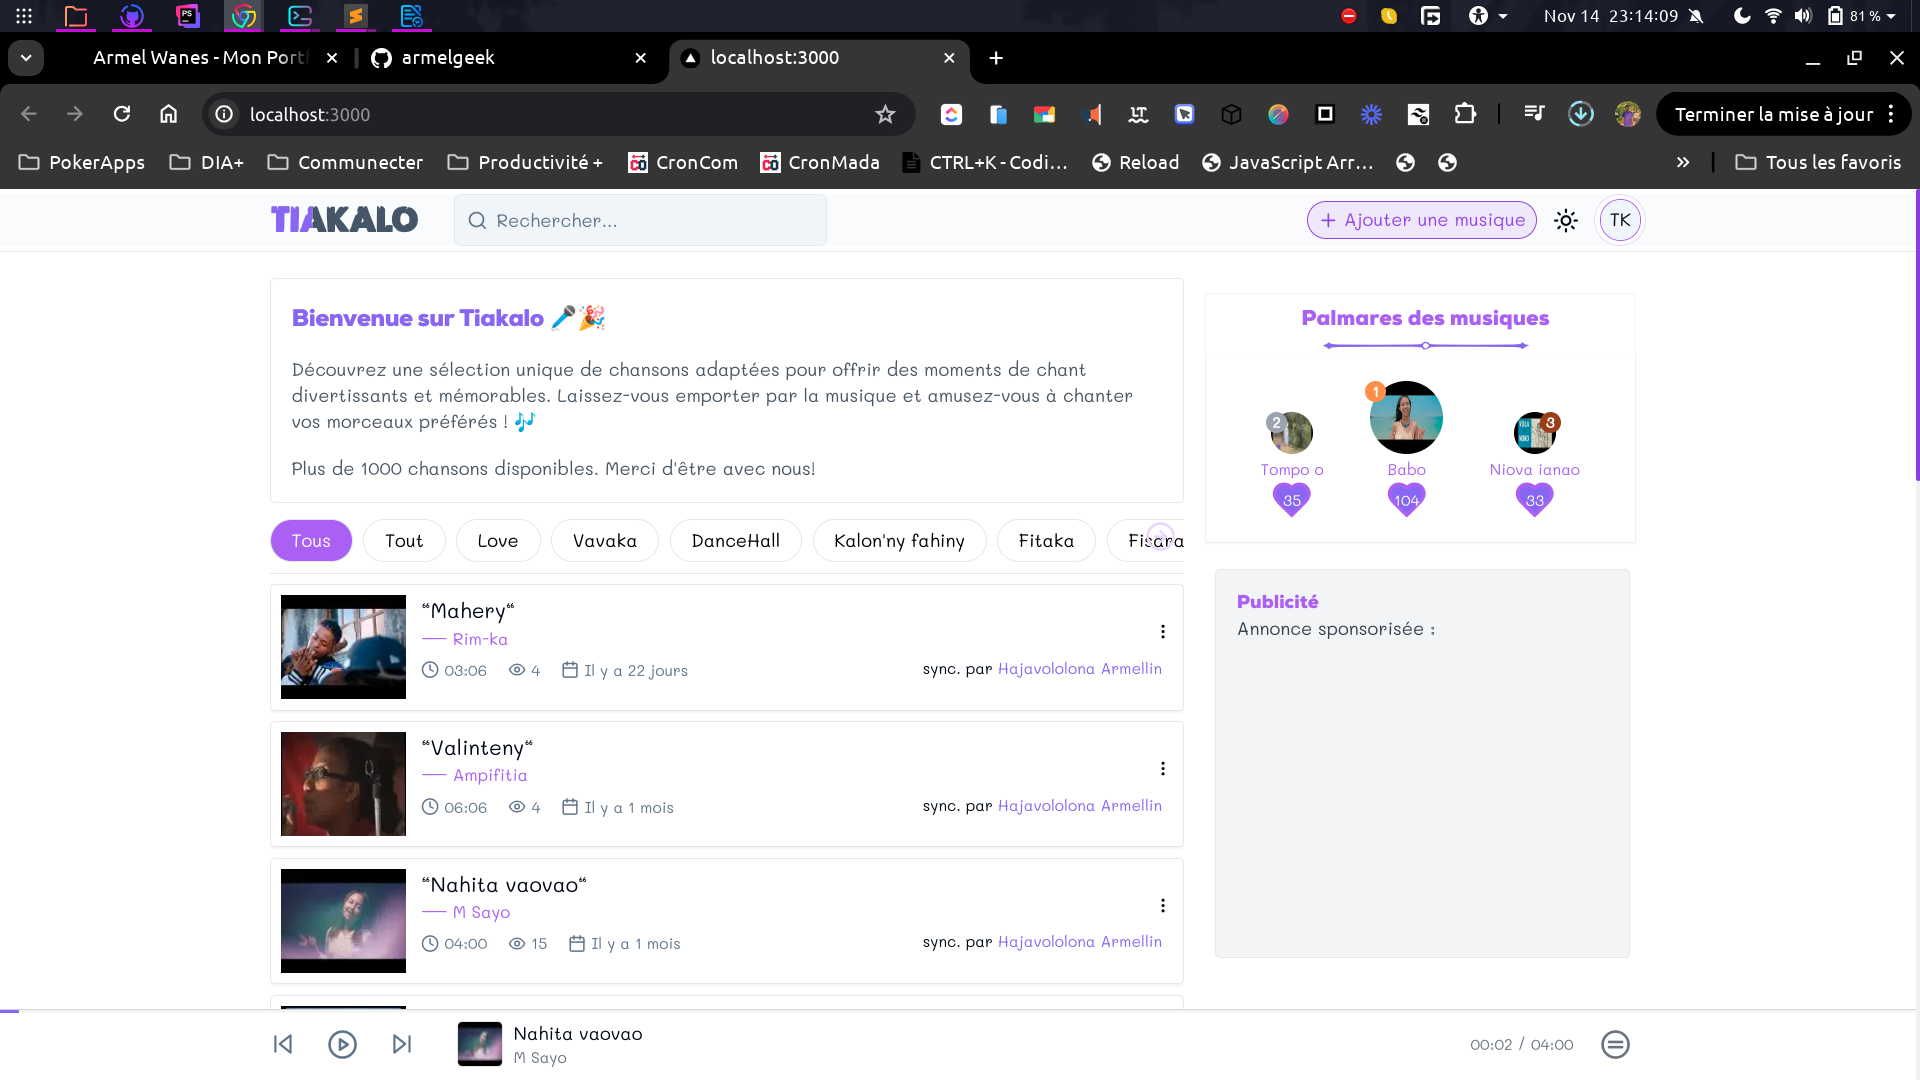 Nov 14 23:14:09
81 %
Armel Wanes - Mon Portf
armelgeek
localhost:3000
localhost:3000
Terminer la mise à jour
PokerApps
DIA+
Communecter
Productivité +
CronCom
CronMada
CTRL+K - Codi...
Reload
JavaScript Arr...
»
Tous les favoris
TIAKALO
Rechercher...
+ Ajouter une musique
TK
Bienvenue sur Tiakalo 🎤🎉
Découvrez une sélection unique de chansons adaptées pour offrir des moments de chant
divertissants et mémorables. Laissez-vous emporter par la musique et amusez-vous à chanter
vos morceaux préférés ! 🎶
Plus de 1000 chansons disponibles. Merci d'être avec nous!
Palmares des musiques
1
2
3
Tompo o
Babo
Niova ianao
35
104
33
Tous
Tout
Love
Vavaka
DanceHall
Kalon'ny fahiny
Fitaka
Fisara
Publicité
Annonce sponsorisée :
“Mahery“
Rim-ka
03:06
4
Il y a 22 jours
sync. par Hajavololona Armellin
“Valinteny“
Ampifitia
06:06
4
Il y a 1 mois
sync. par Hajavololona Armellin
“Nahita vaovao“
M Sayo
04:00
15
Il y a 1 mois
sync. par Hajavololona Armellin
Nahita vaovao
M Sayo
00:02 / 04:00